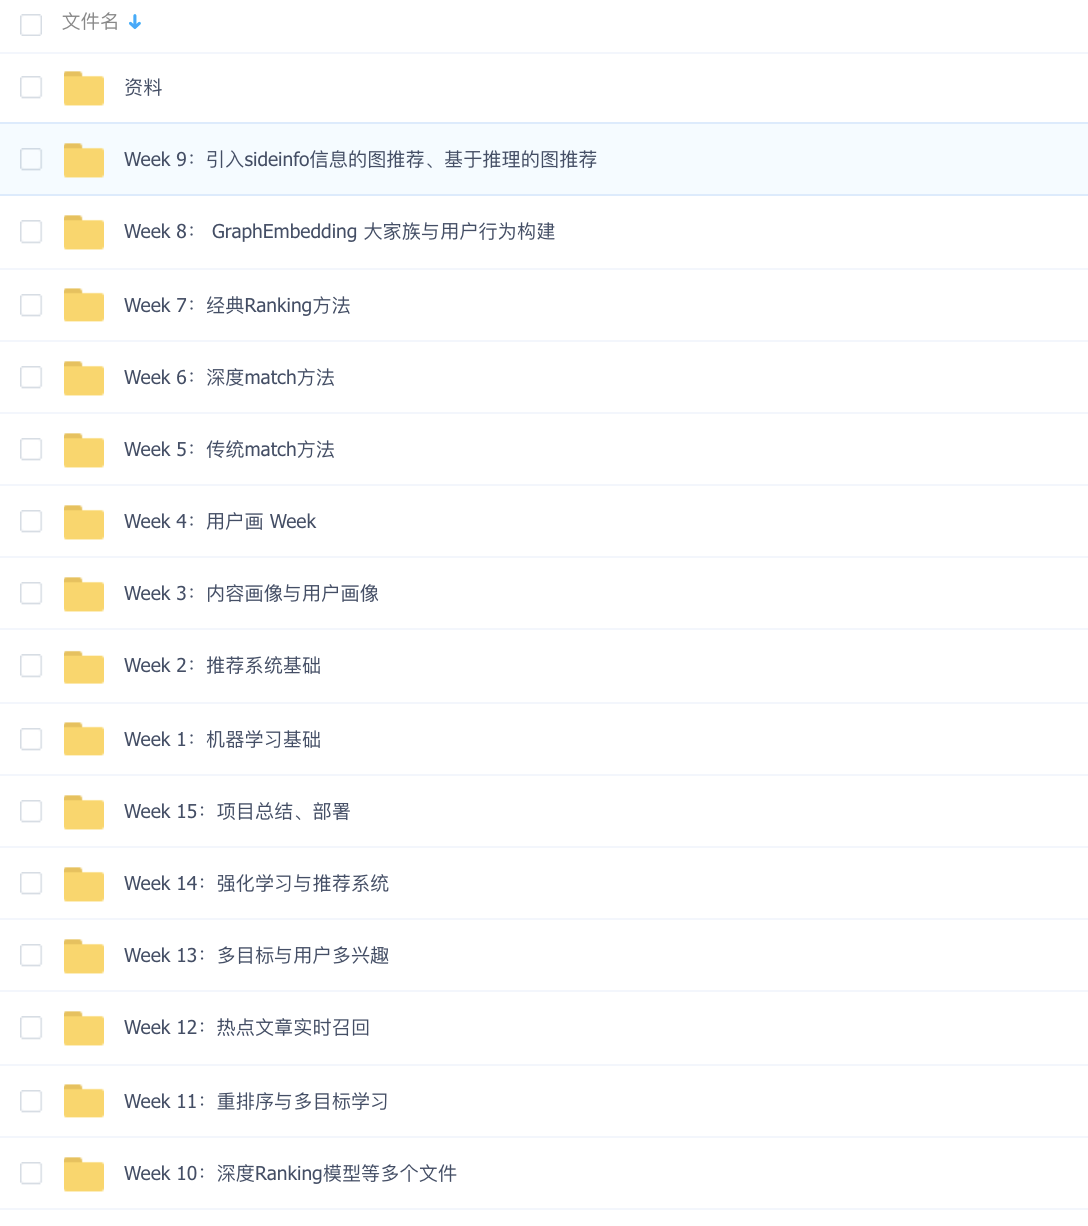 文件名
资料
Week 9：引入sideinfo信息的图推荐、基于推理的图推荐
Week 8： GraphEmbedding 大家族与用户行为构建
Week 7：经典Ranking方法
Week 6：深度match方法
Week 5：传统match方法
Week 4：用户画 Week
Week 3：内容画像与用户画像
Week 2：推荐系统基础
Week 1：机器学习基础
Week 15：项目总结、部署
Week 14：强化学习与推荐系统
Week 13：多目标与用户多兴趣
Week 12：热点文章实时召回
Week 11：重排序与多目标学习
Week 10：深度Ranking模型等多个文件